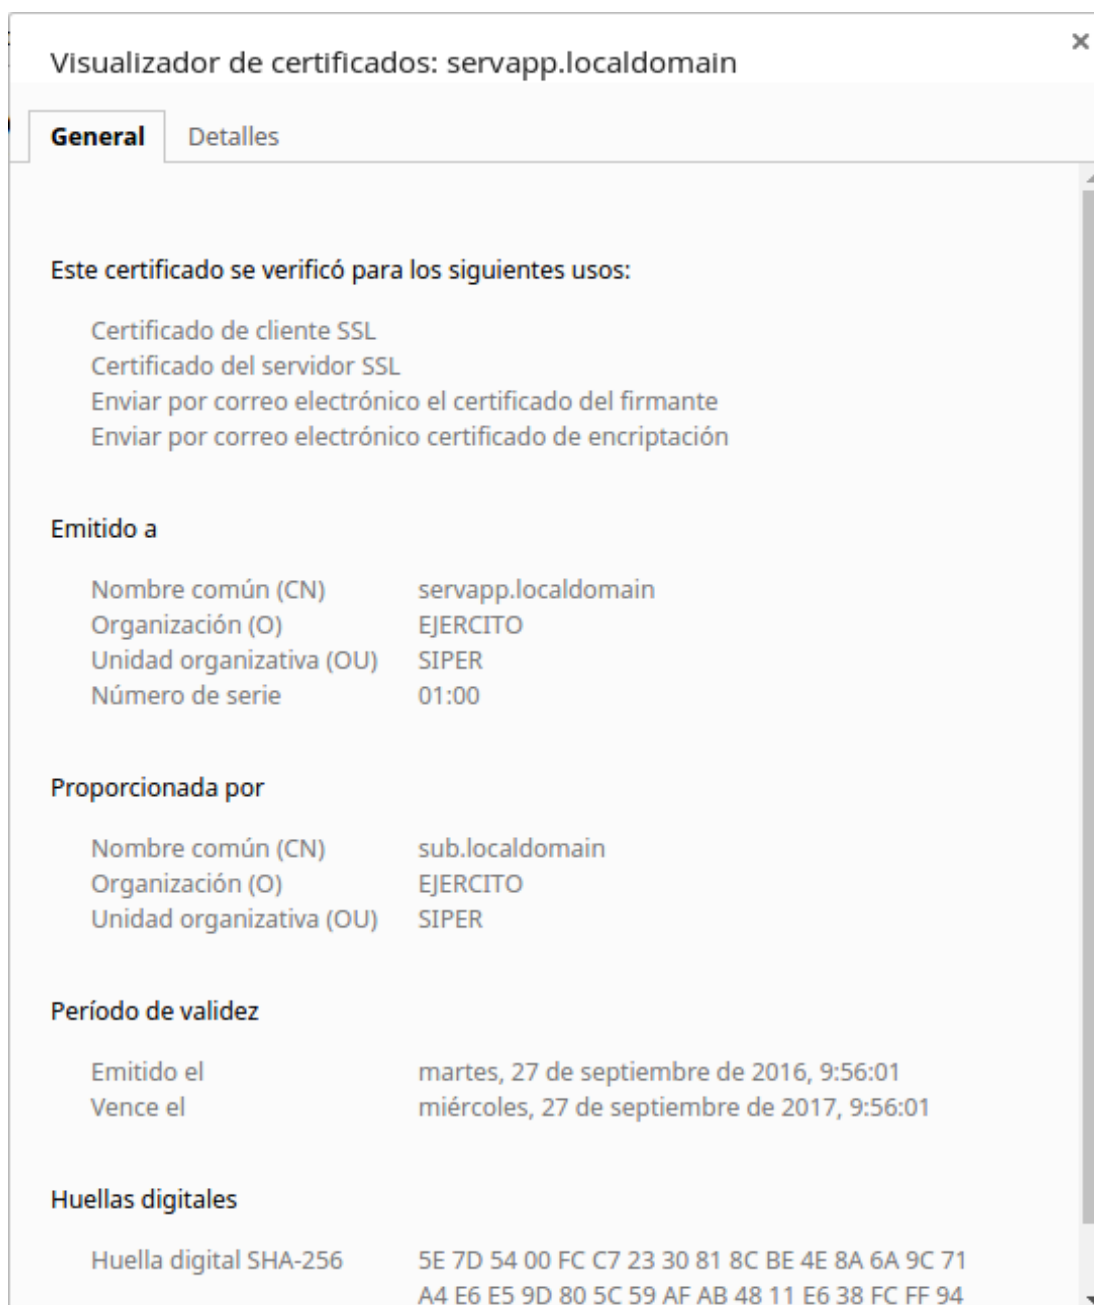 Visualizador de certificados: servapp.localdomain
×
General Detalles
Este certificado se verificó para los siguientes usos:
Certificado de cliente SSL
Certificado del servidor SSL
Enviar por correo electrónico el certificado del firmante
Enviar por correo electrónico certificado de encriptación
Emitido a
Nombre común (CN) servapp.localdomain
Organización (O) EJERCITO
Unidad organizativa (OU) SIPER
Número de serie 01:00
Proporcionada por
Nombre común (CN) sub.localdomain
Organización (O) EJERCITO
Unidad organizativa (OU) SIPER
Período de validez
Emitido el martes, 27 de septiembre de 2016, 9:56:01
Vence el miércoles, 27 de septiembre de 2017, 9:56:01
Huellas digitales
Huella digital SHA-256 5E 7D 54 00 FC C7 23 30 81 8C BE 4E 8A 6A 9C 71
A4 E6 E5 9D 80 5C 59 AF AB 48 11 E6 38 FC FF 94